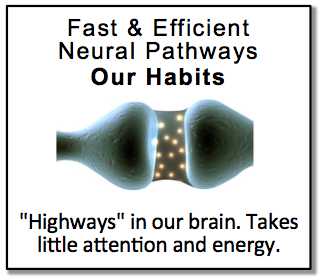 Fast & Efficient
Neural Pathways
Our Habits
"Highways" in our brain. Takes
little attention and energy.